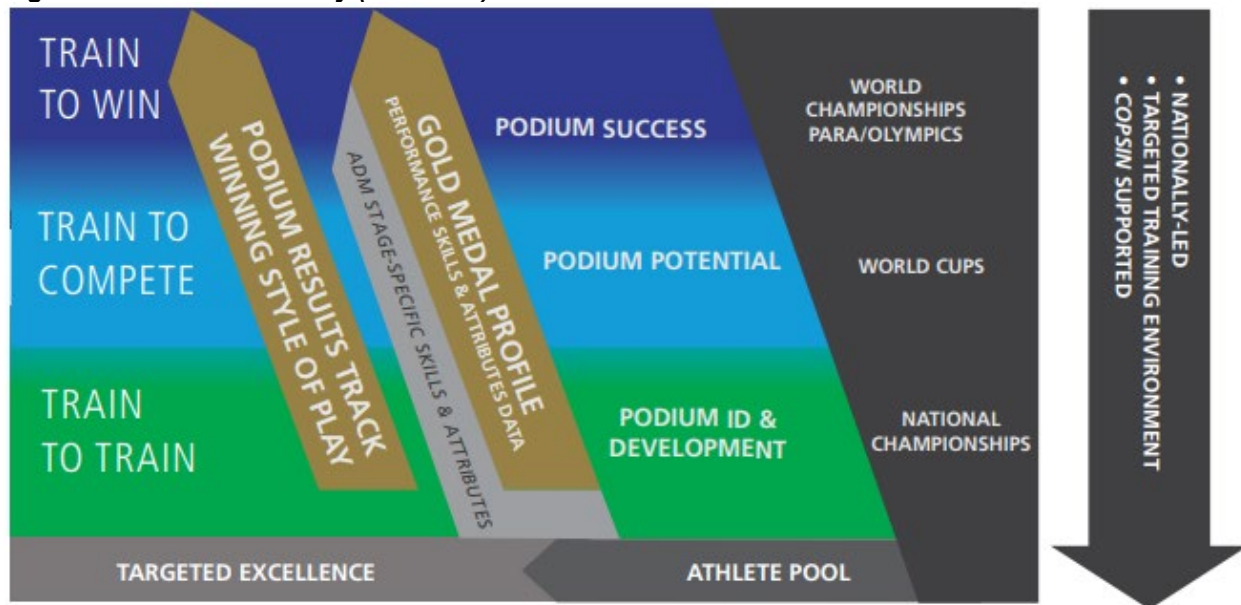 TRAIN
TO WIN
TRAIN TO
COMPETE
TRAIN
TO TRAIN
PODIUM RESULTS TRACK
WINNING STYLE OF PLAY
ADM STAGE-SPECIFIC SKILLS & ATTRIBUTES
GOLD MEDAL PROFILE
PERFORMANCE SKILLS & ATTRIBUTES DATA
PODIUM SUCCESS
PODIUM POTENTIAL
PODIUM ID &
DEVELOPMENT
WORLD
CHAMPIONSHIPS
PARA/OLYMPICS
WORLD CUPS
NATIONAL
CHAMPIONSHIPS
• NATIONALLY-LED
• TARGETED TRAINING ENVIRONMENT
• COPSIN SUPPORTED
TARGETED EXCELLENCE
ATHLETE POOL